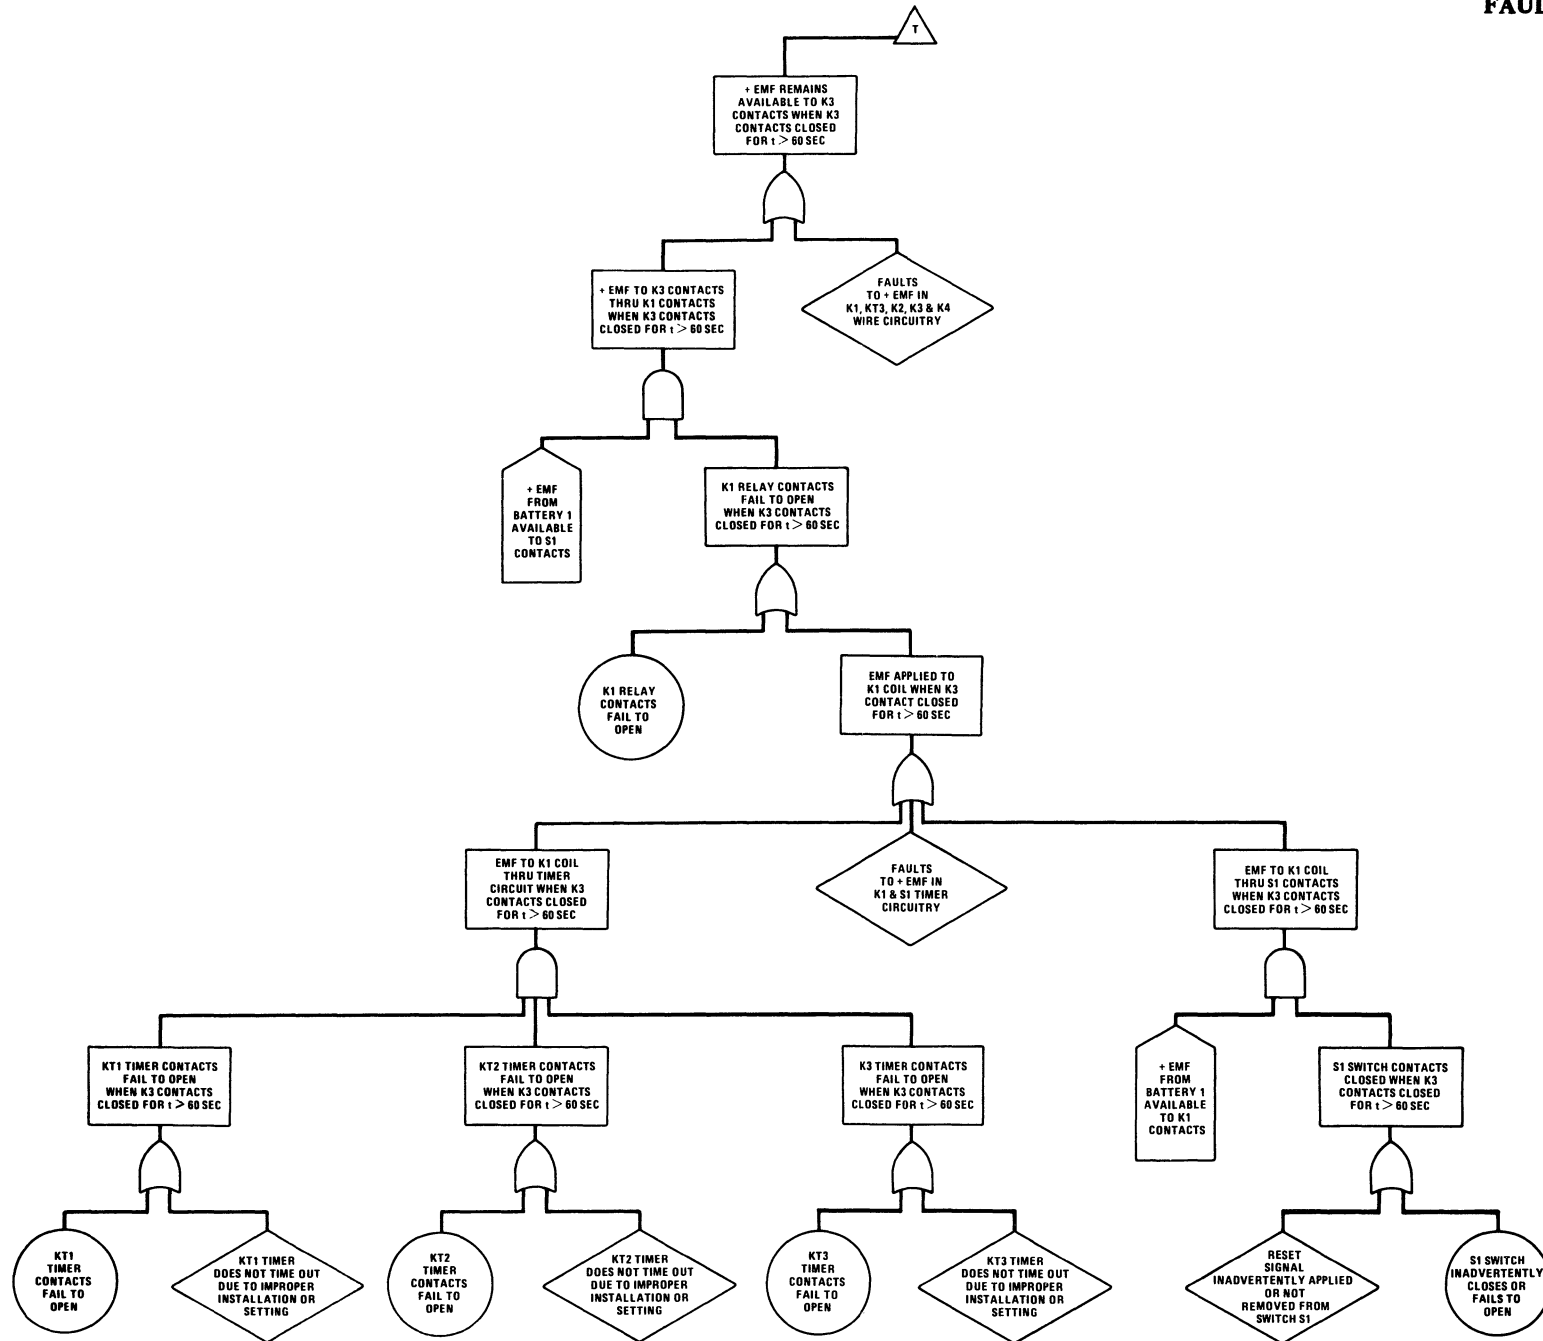 FAUL
T
+ EMF REMAINS
AVAILABLE TO K3
CONTACTS WHEN K3
CONTACTS CLOSED
FOR t > 60 SEC
+ EMF TO K3 CONTACTS
THRU K1 CONTACTS
WHEN K3 CONTACTS
CLOSED FOR t > 60 SEC
FAULTS
TO + EMF IN
K1, KT3, K2, K3 & K4
WIRE CIRCUITRY
+ EMF
FROM
BATTERY 1
AVAILABLE
TO S1
CONTACTS
K1 RELAY CONTACTS
FAIL TO OPEN
WHEN K3 CONTACTS
CLOSED FOR t > 60 SEC
K1 RELAY
CONTACTS
FAIL TO
OPEN
EMF APPLIED TO
K1 COIL WHEN K3
CONTACT CLOSED
FOR t > 60 SEC
EMF TO K1 COIL
THRU TIMER
CIRCUIT WHEN K3
CONTACTS CLOSED
FOR t > 60 SEC
FAULTS
TO + EMF IN
K1 & S1 TIMER
CIRCUITRY
EMF TO K1 COIL
THRU S1 CONTACTS
WHEN K3 CONTACTS
CLOSED FOR t > 60 SEC
KT1 TIMER CONTACTS
FAIL TO OPEN
WHEN K3 CONTACTS
CLOSED FOR t > 60 SEC
KT2 TIMER CONTACTS
FAIL TO OPEN
WHEN K3 CONTACTS
CLOSED FOR t > 60 SEC
K3 TIMER CONTACTS
FAIL TO OPEN
WHEN K3 CONTACTS
CLOSED FOR t > 60 SEC
+ EMF
FROM
BATTERY 1
AVAILABLE
TO K1
CONTACTS
S1 SWITCH CONTACTS
CLOSED WHEN K3
CONTACTS CLOSED
FOR t > 60 SEC
KT1
TIMER
CONTACTS
FAIL TO
OPEN
KT1 TIMER
DOES NOT TIME OUT
DUE TO IMPROPER
INSTALLATION OR
SETTING
KT2
TIMER
CONTACTS
FAIL TO
OPEN
KT2 TIMER
DOES NOT TIME OUT
DUE TO IMPROPER
INSTALLATION OR
SETTING
KT3
TIMER
CONTACTS
FAIL TO
OPEN
KT3 TIMER
DOES NOT TIME OUT
DUE TO IMPROPER
INSTALLATION OR
SETTING
RESET
SIGNAL
INADVERTENTLY APPLIED
OR NOT
REMOVED FROM
SWITCH S1
S1 SWITCH
INADVERTENTLY
CLOSES OR
FAILS TO
OPEN